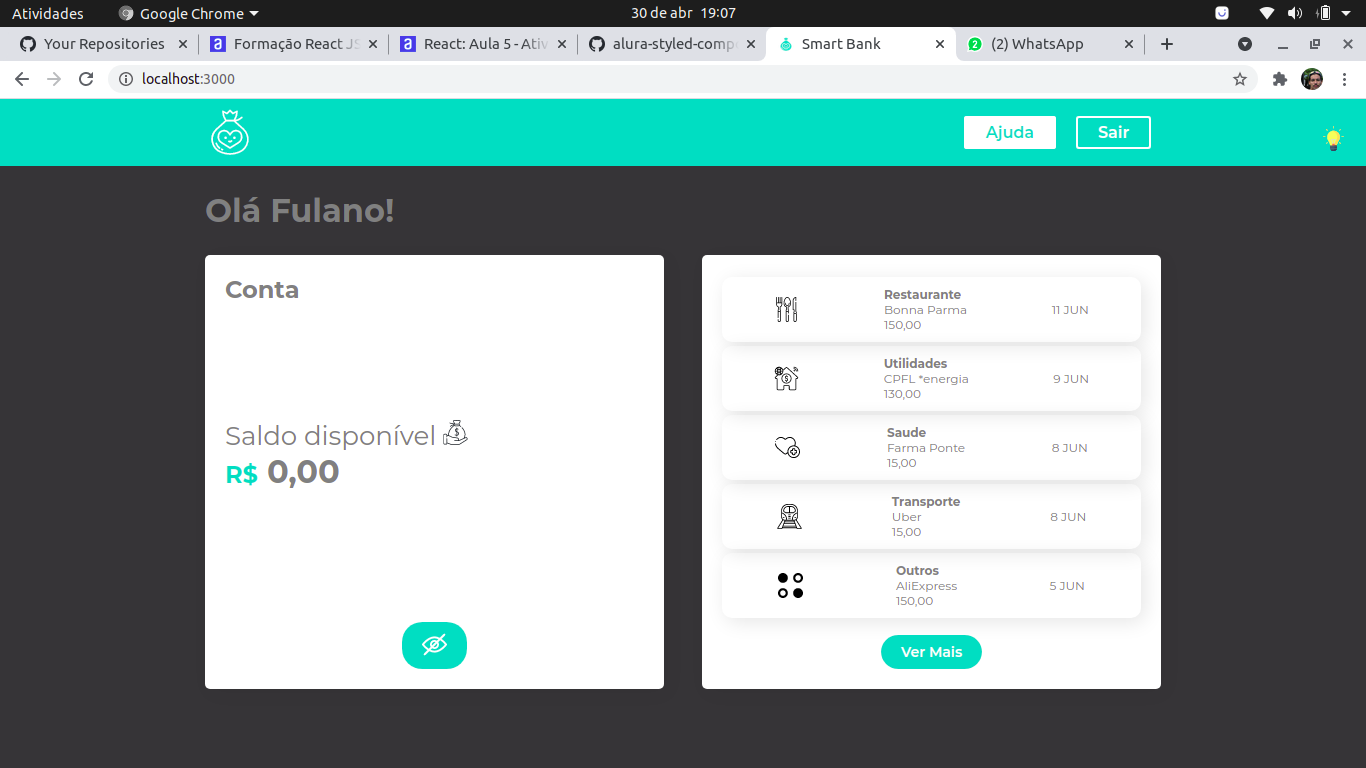 Atividades Google Chrome 30 de abr 19:07
Your Repositories Formação React JS React: Aula 5 - Ativ alura-styled-comp Smart Bank (2) WhatsApp
localhost:3000
Ajuda Sair
Olá Fulano!
Conta
Saldo disponível
R$ 0,00
Restaurante
Bonna Parma
150,00
11 JUN
Utilidades
CPFL *energia
130,00
9 JUN
Saude
Farma Ponte
15,00
8 JUN
Transporte
Uber
15,00
8 JUN
Outros
AliExpress
150,00
5 JUN
Ver Mais